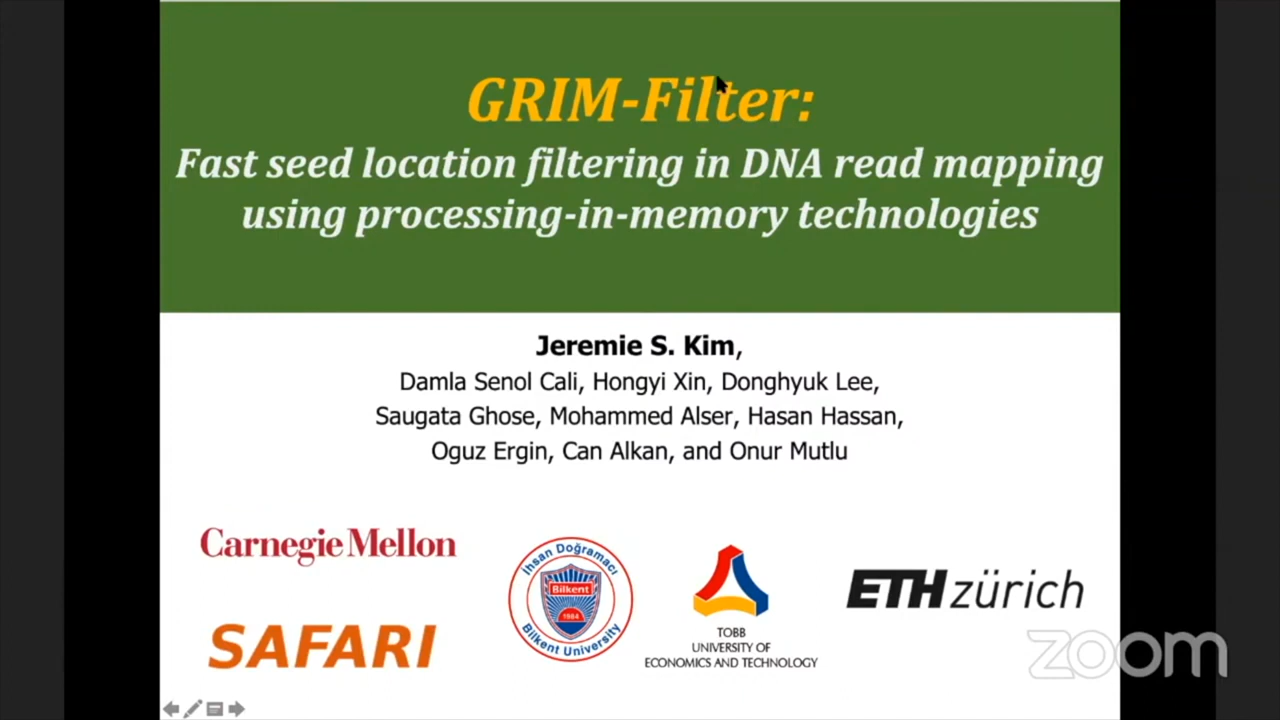 GRIM-Filter:
Fast seed location filtering in DNA read mapping
using processing-in-memory technologies
Jeremie S. Kim,
Damla Senol Cali, Hongyi Xin, Donghyuk Lee,
Saugata Ghose, Mohammed Alser, Hasan Hassan,
Oguz Ergin, Can Alkan, and Onur Mutlu
Carnegie Mellon
SAFARI
İhsan Doğramacı
Bilkent
1984
Bilkent University
TOBB
UNIVERSITY OF
ECONOMICS AND TECHNOLOGY
ETH zürich
zoom